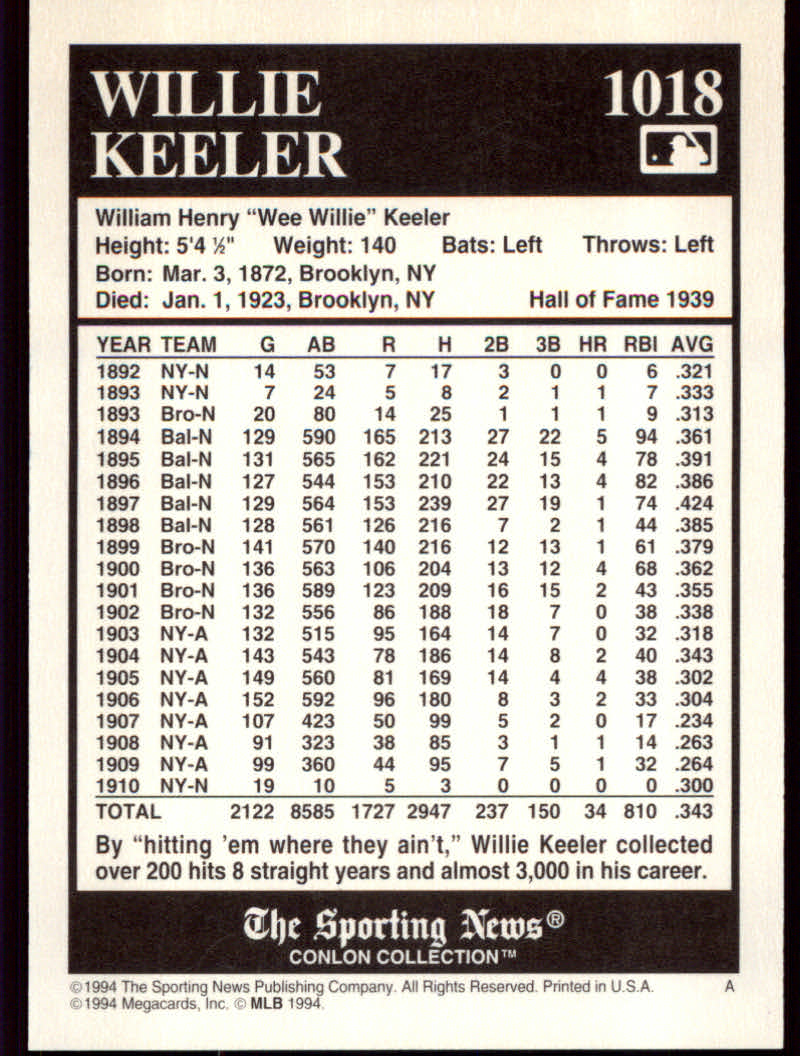 WILLIE 1018
KEELER
William Henry "Wee Willie" Keeler
Height: 5'4 ½" Weight: 140 Bats: Left Throws: Left
Born: Mar. 3, 1872, Brooklyn, NY
Died: Jan. 1, 1923, Brooklyn, NY Hall of Fame 1939
YEAR TEAM G AB R H 2B 3B HR RBI AVG
1892 NY-N 14 53 7 17 3 0 0 6 .321
1893 NY-N 7 24 5 8 2 1 1 7 .333
1893 Bro-N 20 80 14 25 1 1 1 9 .313
1894 Bal-N 129 590 165 213 27 22 5 94 .361
1895 Bal-N 131 565 162 221 24 15 4 78 .391
1896 Bal-N 127 544 153 210 22 13 4 82 .386
1897 Bal-N 129 564 153 239 27 19 1 74 .424
1898 Bal-N 128 561 126 216 7 2 1 44 .385
1899 Bro-N 141 570 140 216 12 13 1 61 .379
1900 Bro-N 136 563 106 204 13 12 4 68 .362
1901 Bro-N 136 589 123 209 16 15 2 43 .355
1902 Bro-N 132 556 86 188 18 7 0 38 .338
1903 NY-A 132 515 95 164 14 7 0 32 .318
1904 NY-A 143 543 78 186 14 8 2 40 .343
1905 NY-A 149 560 81 169 14 4 4 38 .302
1906 NY-A 152 592 96 180 8 3 2 33 .304
1907 NY-A 107 423 50 99 5 2 0 17 .234
1908 NY-A 91 323 38 85 3 1 1 14 .263
1909 NY-A 99 360 44 95 7 5 1 32 .264
1910 NY-N 19 10 5 3 0 0 0 0 .300
TOTAL 2122 8585 1727 2947 237 150 34 810 .343
By "hitting 'em where they ain't," Willie Keeler collected
over 200 hits 8 straight years and almost 3,000 in his career.
The Sporting News®
CONLON COLLECTION™
©1994 The Sporting News Publishing Company. All Rights Reserved. Printed in U.S.A. A
©1994 Megacards, Inc. © MLB 1994.